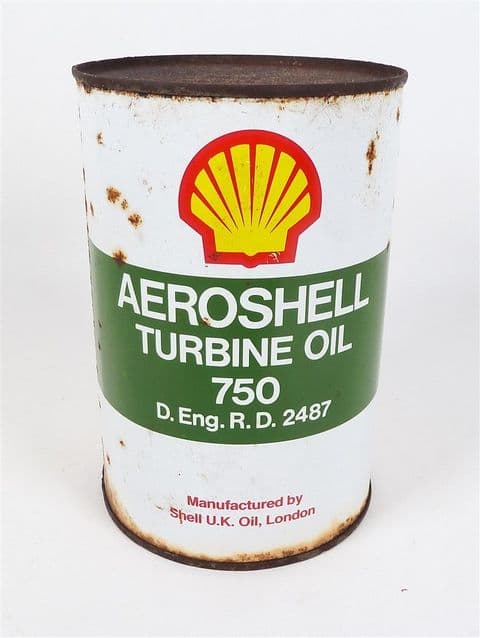 AEROSHELL
TURBINE OIL
750
D. Eng. R. D. 2487
Manufactured by
Shell U.K. Oil, London